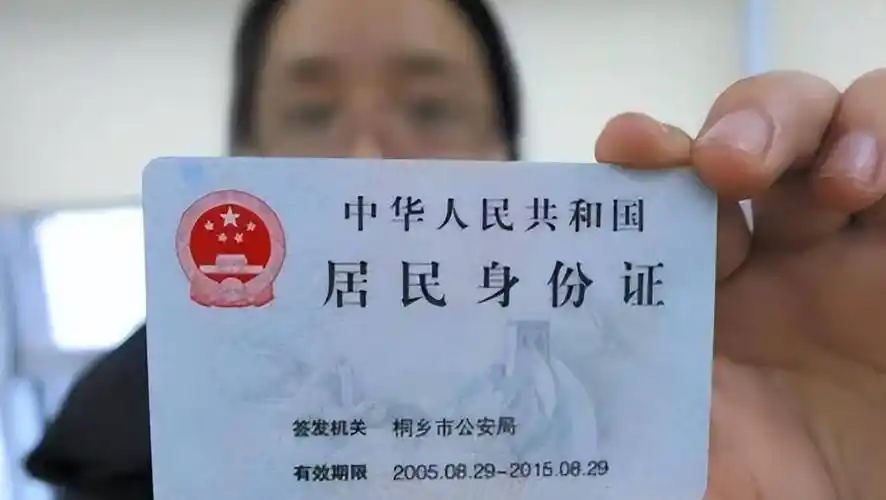 中华人民共和国
居民身份证
签发机关 桐乡市公安局
有效期限 2005.08.29-2015.08.29